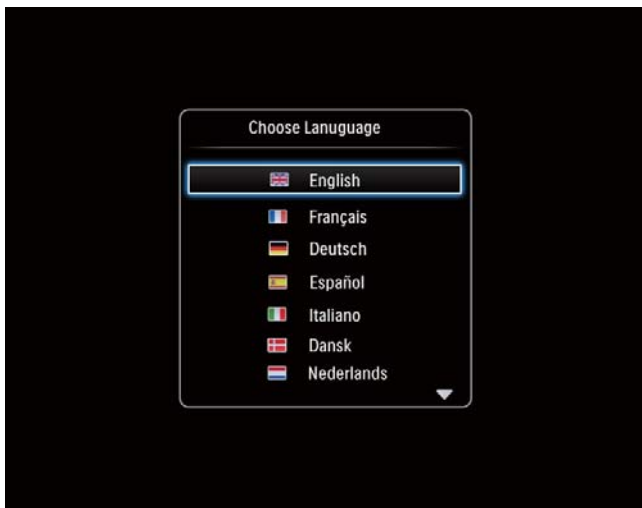 Choose Lanuguage
English
Français
Deutsch
Español
Italiano
Dansk
Nederlands